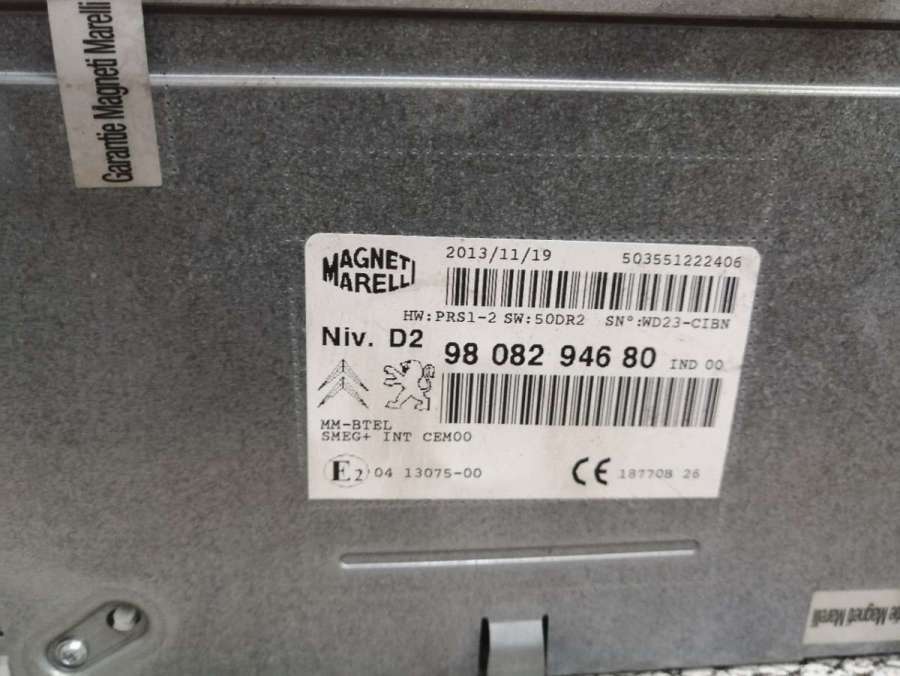 Garantie Magneti Marelli
MAGNETI
MARELLI
2013/11/19 503551222406
HW:PRS1-2 SW:50DR2 SN°:WD23-CIBN
Niv. D2
98 082 946 80 IND 00
MM-BTEL
SMEG+ INT CEM00
E2 04 13075-00
CE 187708 26
tie Magneti Marelli